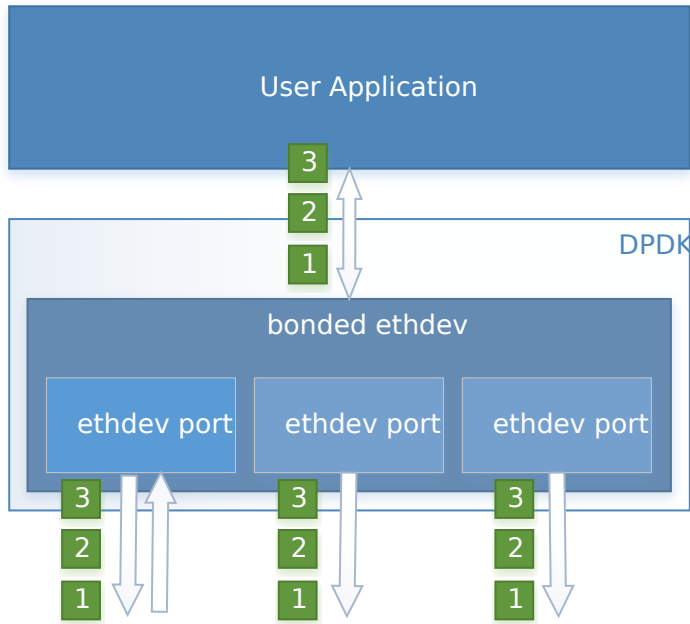 User Application
3
2
1
DPDK
bonded ethdev
ethdev port
ethdev port
ethdev port
3
3
3
2
2
2
1
1
1